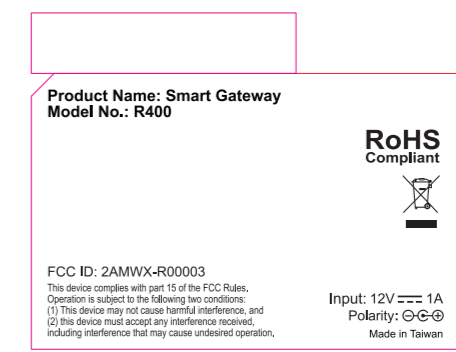 Product Name: Smart Gateway
Model No.: R400
RoHS
Compliant
FCC ID: 2AMWX-R00003
This device complies with part 15 of the FCC Rules.
Operation is subject to the following two conditions:
(1) This device may not cause harmful interference, and
(2) this device must accept any interference received,
including interference that may cause undesired operation.
Input: 12V ⎓ 1A
Polarity:
Made in Taiwan